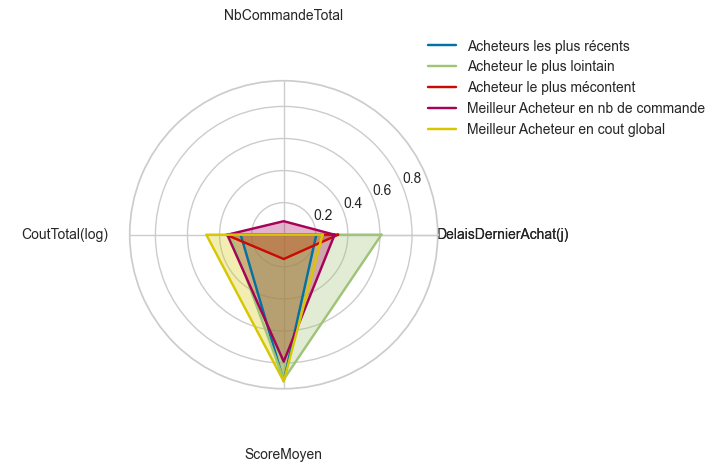 NbCommandeTotal
Acheteurs les plus récents
Acheteur le plus lointain
Acheteur le plus mécontent
Meilleur Acheteur en nb de commande
Meilleur Acheteur en cout global
0.8
0.6
0.4
0.2
CoutTotal(log)
DelaisDernierAchat(j)
ScoreMoyen